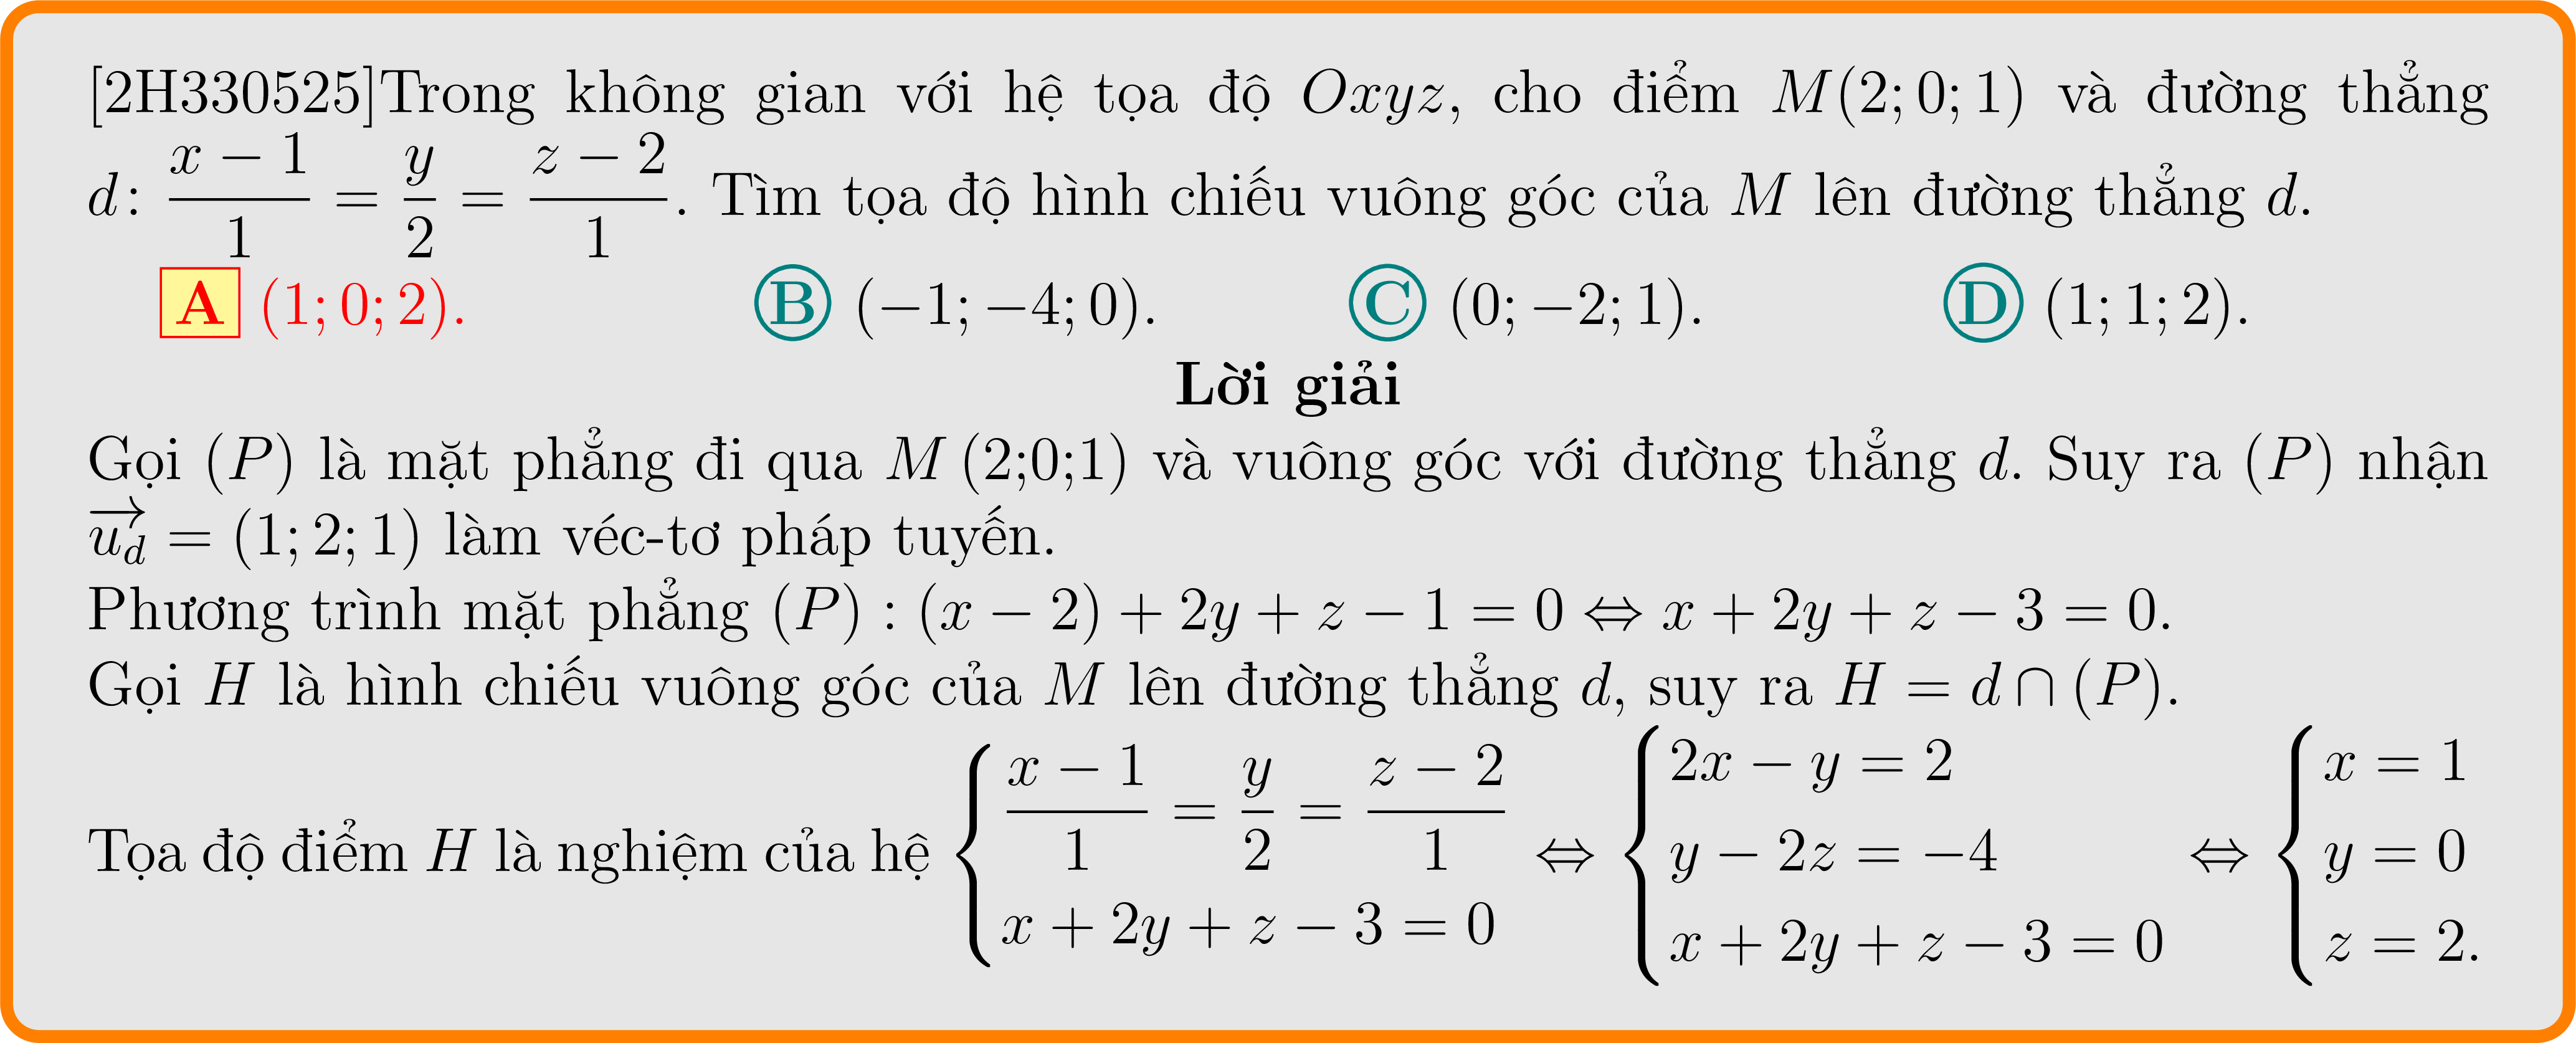 [2H330525]Trong không gian với hệ tọa độ Oxyz, cho điểm M(2; 0; 1) và đường thẳng
d: \frac{x − 1}{1} = \frac{y}{2} = \frac{z − 2}{1}. Tìm tọa độ hình chiếu vuông góc của M lên đường thẳng d.
A (1; 0; 2). B (−1; −4; 0). C (0; −2; 1). D (1; 1; 2).
Lời giải
Gọi (P) là mặt phẳng đi qua M (2;0;1) và vuông góc với đường thẳng d. Suy ra (P) nhận
\overrightarrow{u_d} = (1; 2; 1) làm véc-tơ pháp tuyến.
Phương trình mặt phẳng (P) : (x − 2) + 2y + z − 1 = 0 ⇔ x + 2y + z − 3 = 0.
Gọi H là hình chiếu vuông góc của M lên đường thẳng d, suy ra H = d ∩ (P).
Tọa độ điểm H là nghiệm của hệ \begin{cases} \frac{x − 1}{1} = \frac{y}{2} = \frac{z − 2}{1} \\ x + 2y + z − 3 = 0 \end{cases} ⇔ \begin{cases} 2x − y = 2 \\ y − 2z = −4 \\ x + 2y + z − 3 = 0 \end{cases} ⇔ \begin{cases} x = 1 \\ y = 0 \\ z = 2. \end{cases}